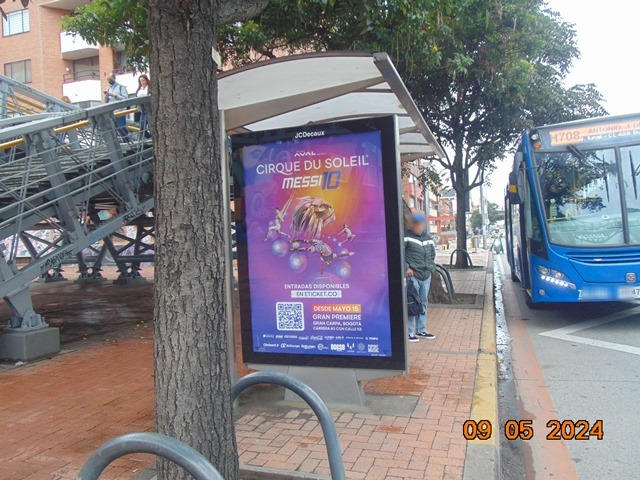 JCDecaux
AVAL
CIRQUE DU SOLEIL
MESSI10
ENTRADAS DISPONIBLES
EN ETICKET.CO
DESDE MAYO 15
GRAN PREMIERE
GRAN CARPA, BOGOTÁ
1708
09 05 2024